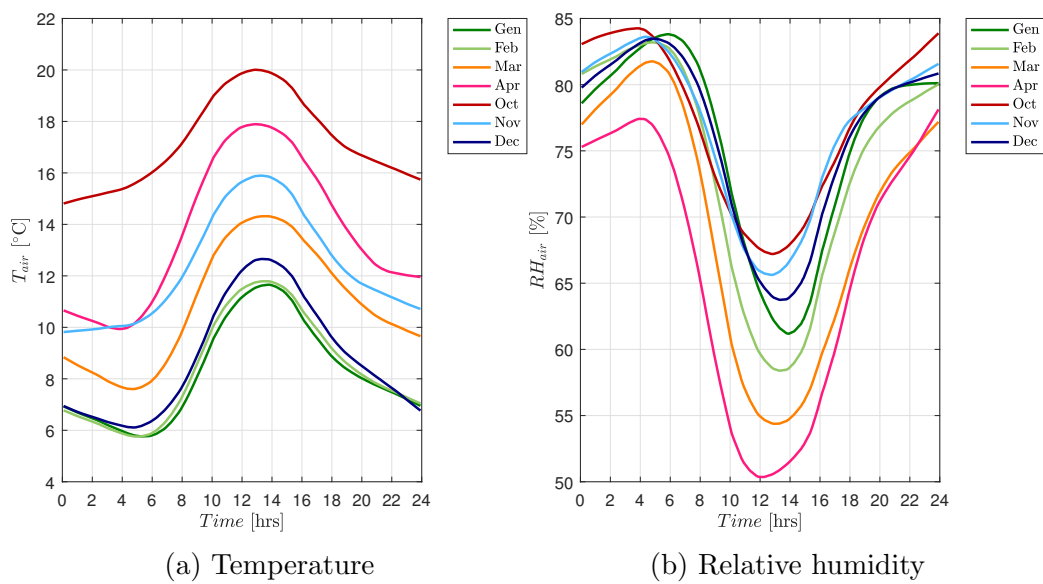 22
20
18
16
14
12
10
8
6
4
T_air [°C]
0 2 4 6 8 10 12 14 16 18 20 22 24
Time [hrs]
Gen
Feb
Mar
Apr
Oct
Nov
Dec
(a) Temperature
85
80
75
70
65
60
55
50
RH_air [%]
0 2 4 6 8 10 12 14 16 18 20 22 24
Time [hrs]
Gen
Feb
Mar
Apr
Oct
Nov
Dec
(b) Relative humidity